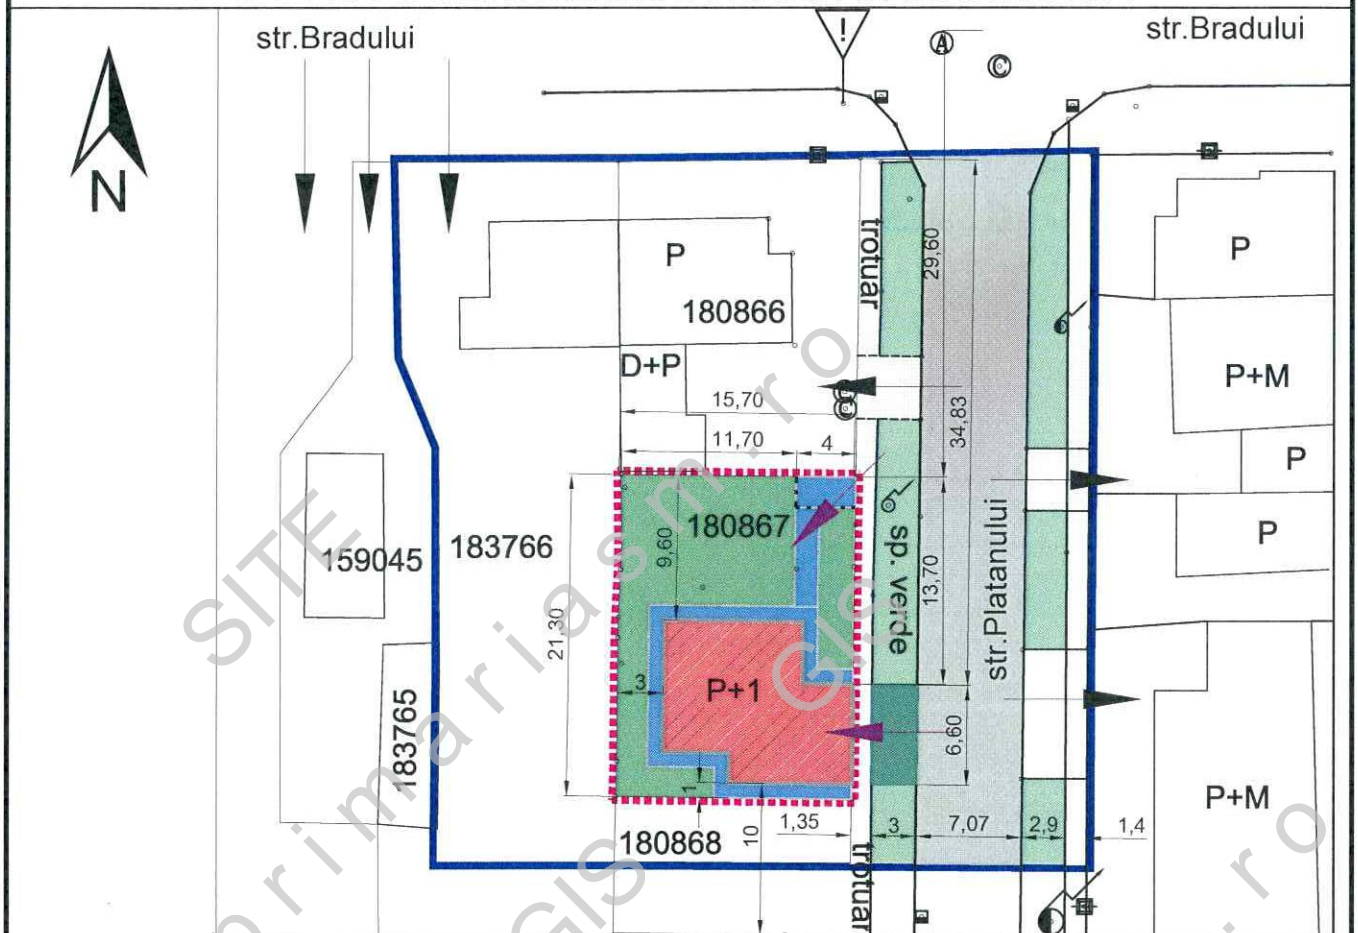 str.Bradului
str.Bradului
!
A
C
N
trotuar
29,60
P
P
180866
D+P
15,70
34,83
P+M
11,70
4
P
180867
9,60
sp. verde
13,70
str.Platanului
P
159045
183766
21,30
3
P+1
6,60
183765
1
P+M
1,35
3
7,07
2,9
1,4
180868
10
trotuar
SITE
primariasm.ro
GIS
GIS
.ro